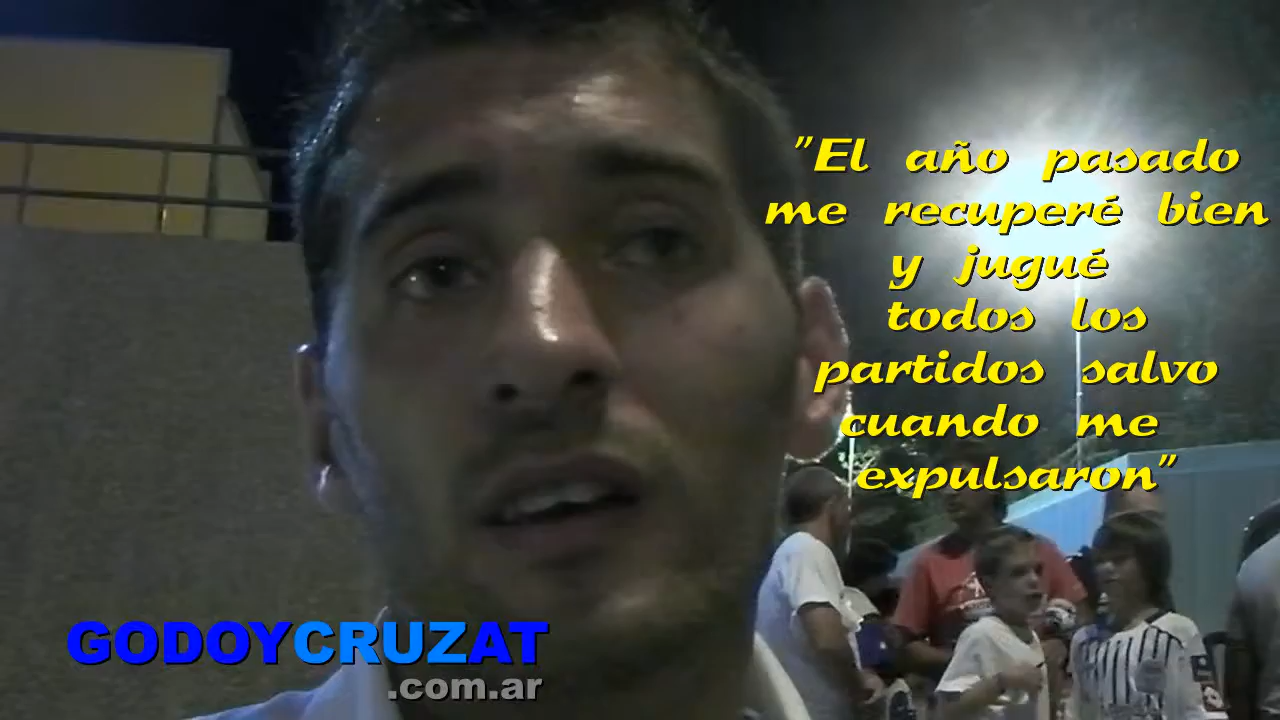 "El año pasado
me recuperé bien
y jugué
todos los
partidos salvo
cuando me
expulsaron"
GODOYCRUZAT
.com.ar